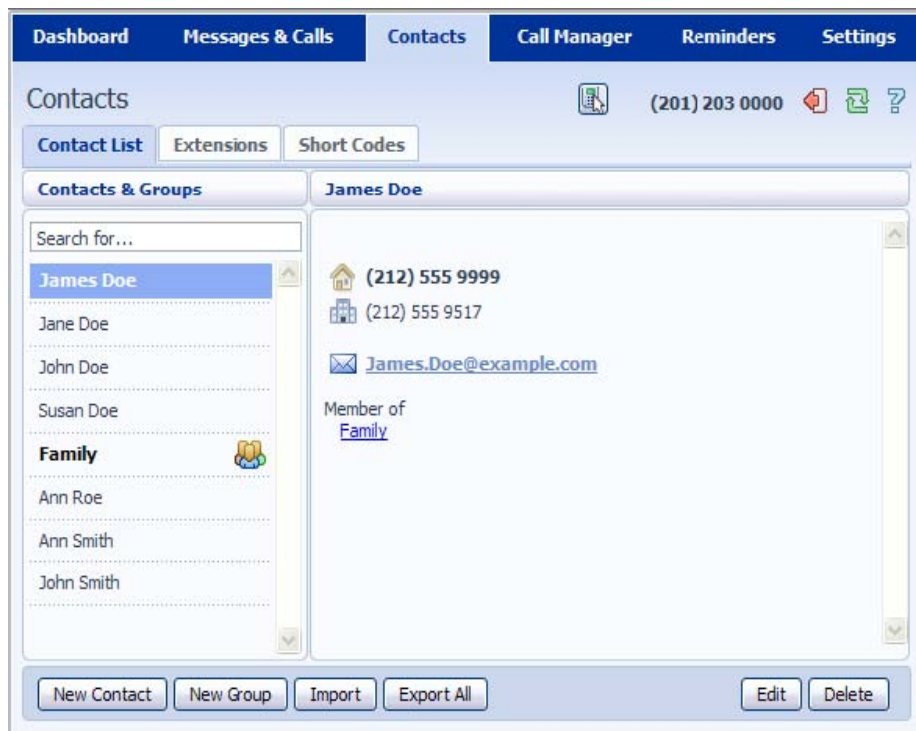 Dashboard Messages & Calls Contacts Call Manager Reminders Settings
Contacts
(201) 203 0000
Contact List Extensions Short Codes
Contacts & Groups
James Doe
Search for...
James Doe
Jane Doe
John Doe
Susan Doe
Family
Ann Roe
Ann Smith
John Smith
(212) 555 9999
(212) 555 9517
James.Doe@example.com
Member of
Family
New Contact New Group Import Export All Edit Delete